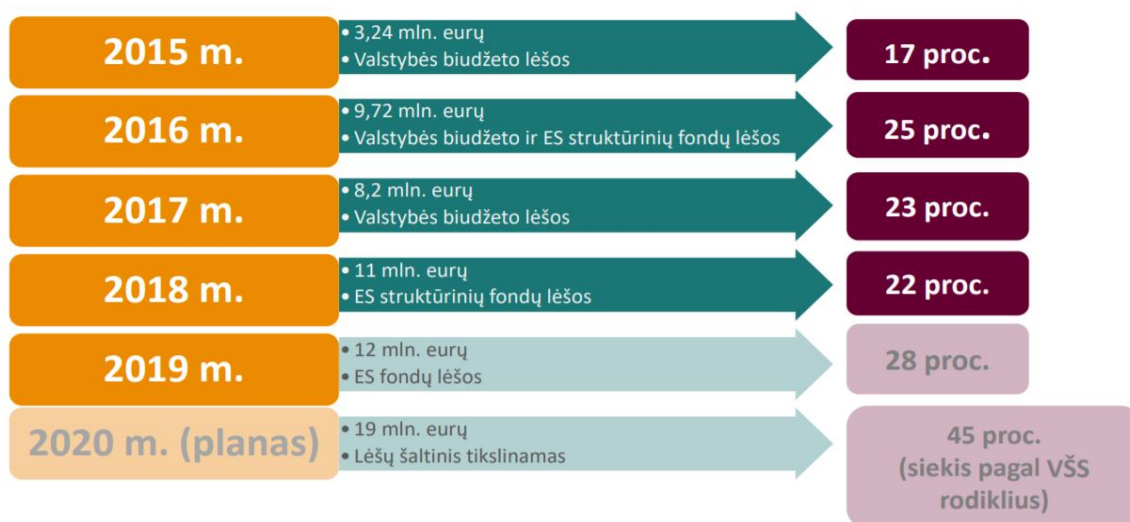 2015 m.
• 3,24 mln. eurų
• Valstybės biudžeto lėšos
17 proc.
2016 m.
• 9,72 mln. eurų
• Valstybės biudžeto ir ES struktūrinių fondų lėšos
25 proc.
2017 m.
• 8,2 mln. eurų
• Valstybės biudžeto lėšos
23 proc.
2018 m.
• 11 mln. eurų
• ES struktūrinių fondų lėšos
22 proc.
2019 m.
• 12 mln. eurų
• ES fondų lėšos
28 proc.
2020 m. (planas)
• 19 mln. eurų
• Lėšų šaltinis tikslinamas
45 proc.
(siekis pagal VŠS
rodiklius)